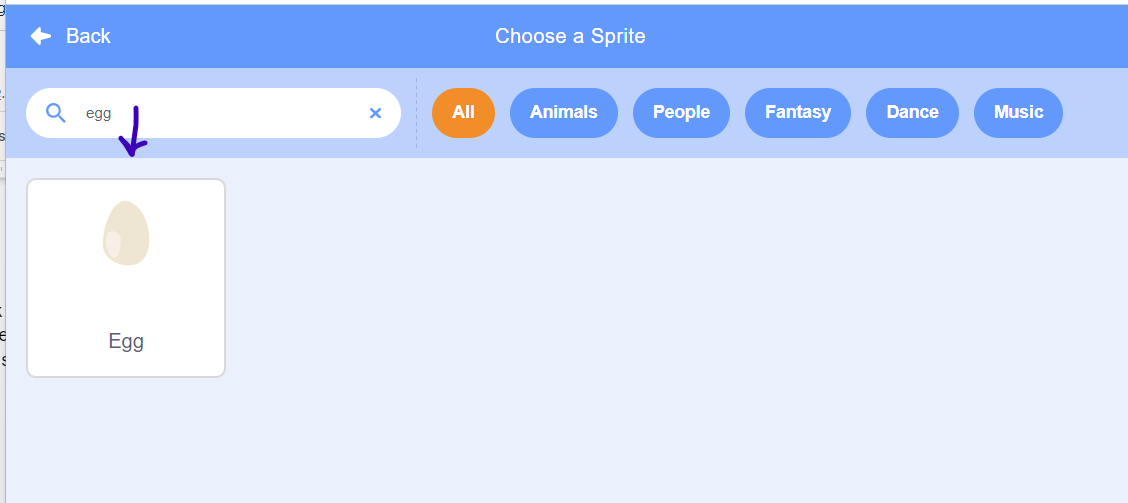 Back
Choose a Sprite
egg
All
Animals
People
Fantasy
Dance
Music
Egg